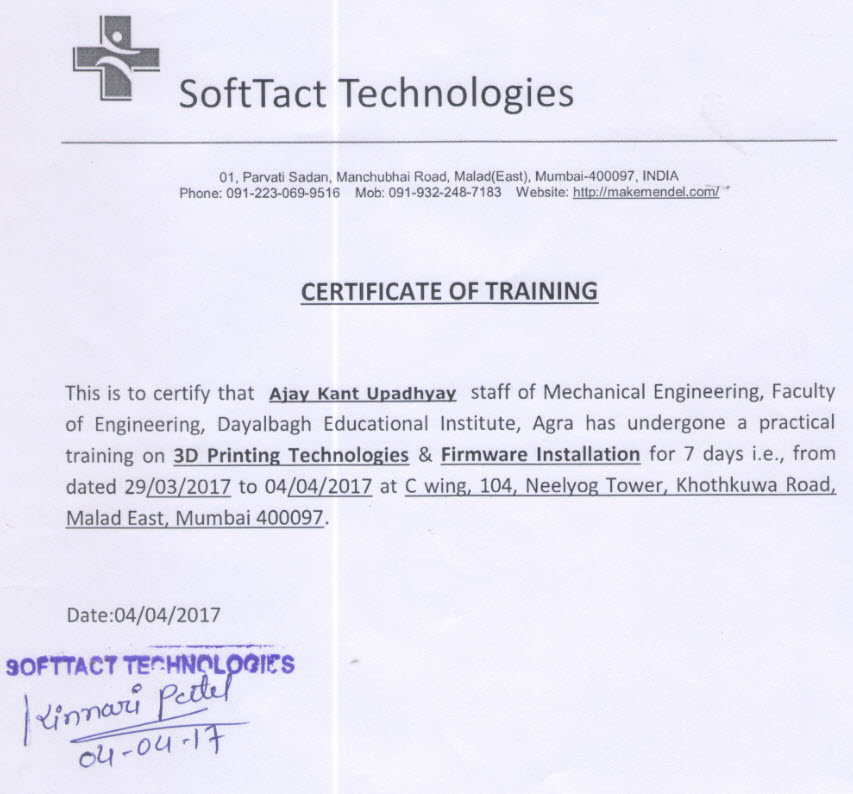 SoftTact Technologies
01, Parvati Sadan, Manchubhai Road, Malad(East), Mumbai-400097, INDIA
Phone: 091-223-069-9516 Mob: 091-932-248-7183 Website: http://makemendel.com/
CERTIFICATE OF TRAINING
This is to certify that Ajay Kant Upadhyay staff of Mechanical Engineering, Faculty
of Engineering, Dayalbagh Educational Institute, Agra has undergone a practical
training on 3D Printing Technologies & Firmware Installation for 7 days i.e., from
dated 29/03/2017 to 04/04/2017 at C wing, 104, Neelyog Tower, Khothkuwa Road,
Malad East, Mumbai 400097.
Date:04/04/2017
SOFTTACT TECHNOLOGIES
Kinnari Patel
04-04-17